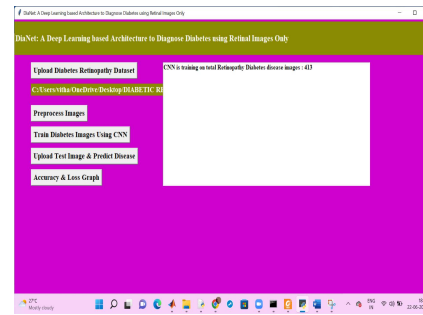 DiaNet: A Deep Learning based Architecture to Diagnose Diabetes using Retinal Images Only
DiaNet: A Deep Learning based Architecture to Diagnose Diabetes using Retinal Images Only
Upload Diabetes Retinopathy Dataset
CNN is training on total Retinopathy Diabetes disease images : 413
C:/Users/vitha/OneDrive/Desktop/DIABETIC RE
Preprocess Images
Train Diabetes Images Using CNN
Upload Test Image & Predict Disease
Accuracy & Loss Graph
27°C
Mostly cloudy
ENG
IN